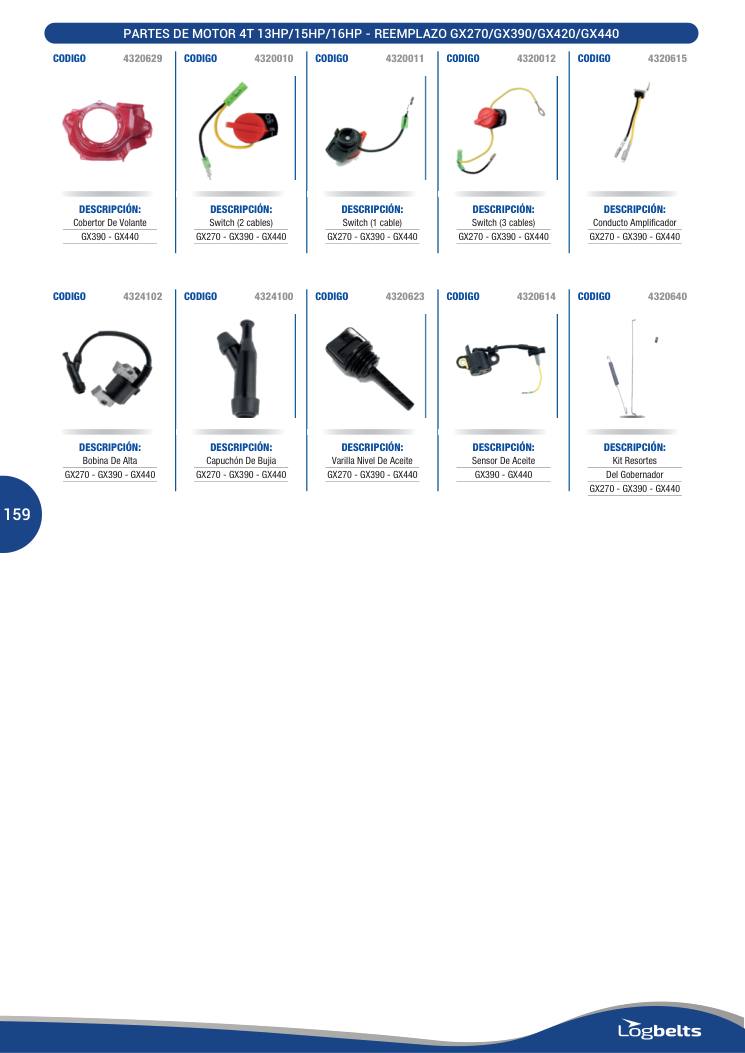 PARTES DE MOTOR 4T 13HP/15HP/16HP - REEMPLAZO GX270/GX390/GX420/GX440
CODIGO 4320629
DESCRIPCIÓN:
Cobertor De Volante
GX390 - GX440
CODIGO 4320010
DESCRIPCIÓN:
Switch (2 cables)
GX270 - GX390 - GX440
CODIGO 4320011
DESCRIPCIÓN:
Switch (1 cable)
GX270 - GX390 - GX440
CODIGO 4320012
DESCRIPCIÓN:
Switch (3 cables)
GX270 - GX390 - GX440
CODIGO 4320615
DESCRIPCIÓN:
Conducto Amplificador
GX270 - GX390 - GX440
CODIGO 4324102
DESCRIPCIÓN:
Bobina De Alta
GX270 - GX390 - GX440
CODIGO 4324100
DESCRIPCIÓN:
Capuchón De Bujia
GX270 - GX390 - GX440
CODIGO 4320623
DESCRIPCIÓN:
Varilla Nivel De Aceite
GX270 - GX390 - GX440
CODIGO 4320614
DESCRIPCIÓN:
Sensor De Aceite
GX390 - GX440
CODIGO 4320640
DESCRIPCIÓN:
Kit Resortes
Del Gobernador
GX270 - GX390 - GX440
159
Logbelts